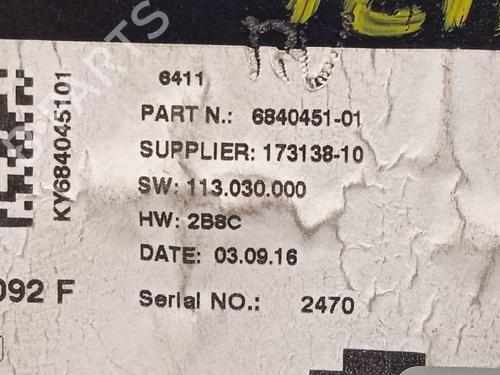 6411
PART N.: 6840451-01
SUPPLIER: 173138-10
SW: 113.030.000
HW: 2B8C
DATE: 03.09.16
Serial NO.: 2470
KY684045101
092 F